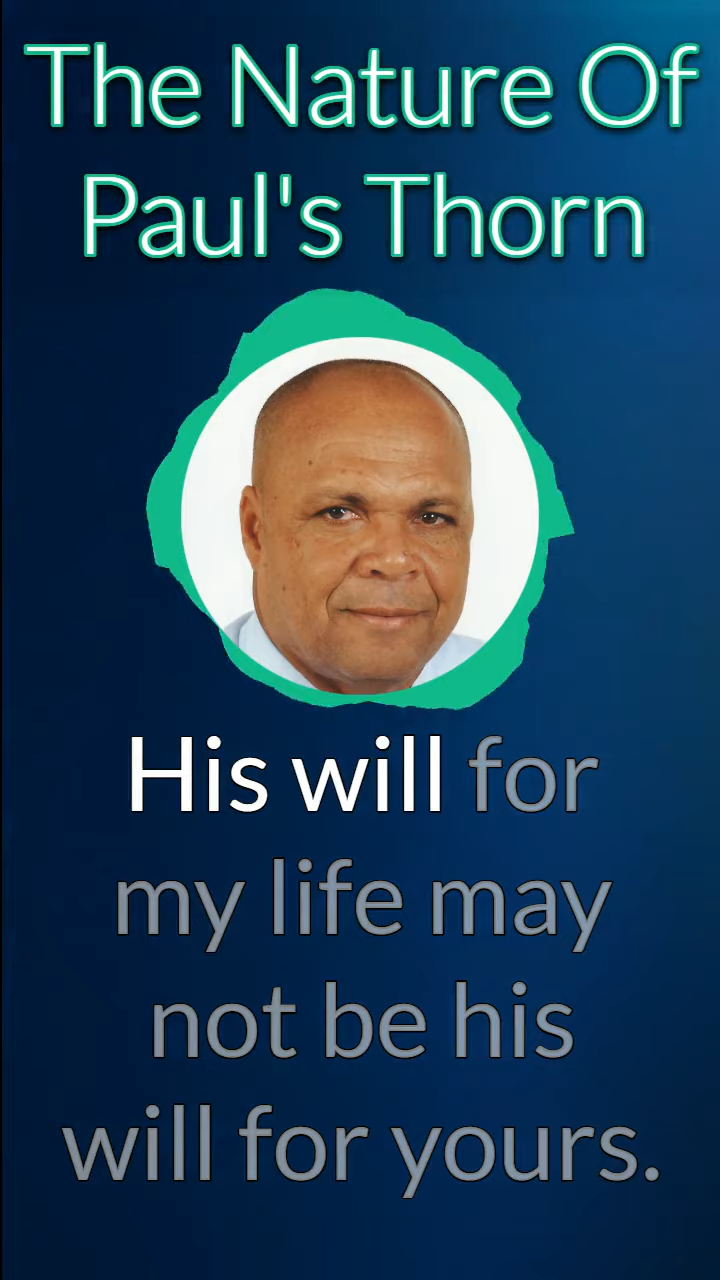 The Nature Of
Paul's Thorn
His will for
my life may
not be his
will for yours.